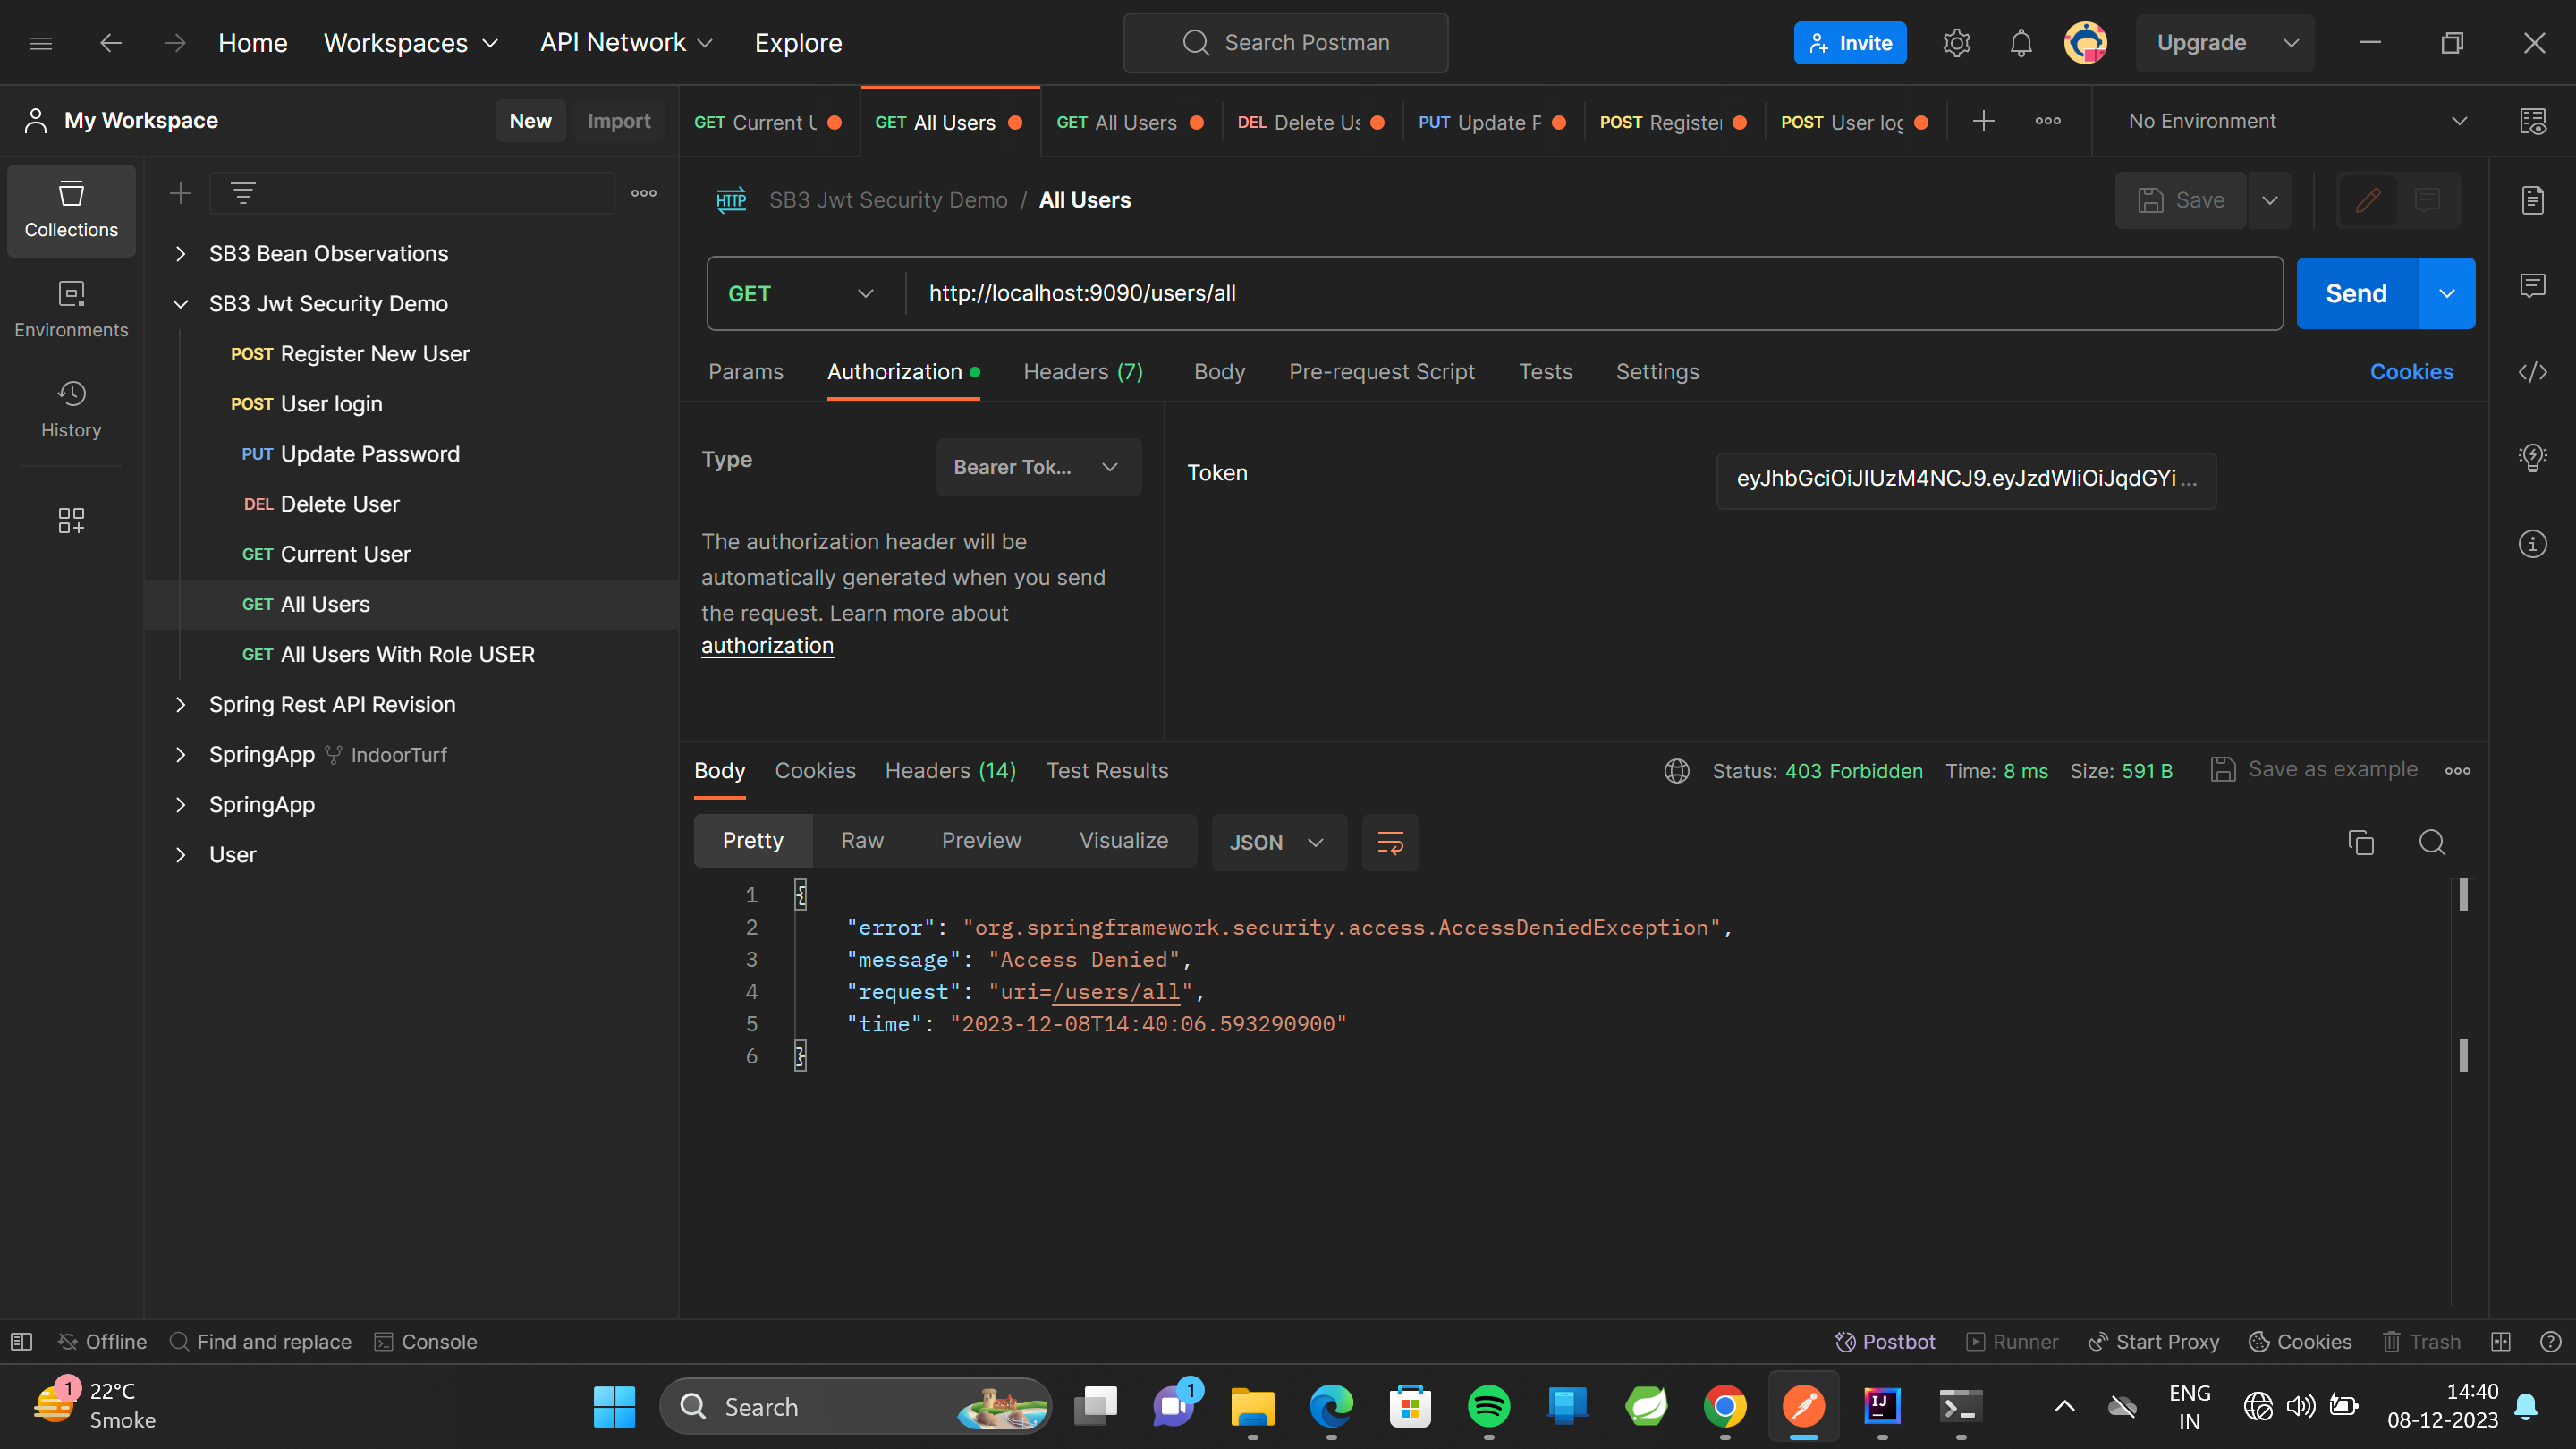 Home Workspaces API Network Explore Search Postman Invite Upgrade
My Workspace New Import GET Current U GET All Users GET All Users DEL Delete Us PUT Update P POST Register POST User log No Environment
Collections
Environments
History
SB3 Bean Observations
SB3 Jwt Security Demo
POST Register New User
POST User login
PUT Update Password
DEL Delete User
GET Current User
GET All Users
GET All Users With Role USER
Spring Rest API Revision
SpringApp IndoorTurf
SpringApp
User
HTTP SB3 Jwt Security Demo / All Users Save
GET http://localhost:9090/users/all Send
Params Authorization Headers (7) Body Pre-request Script Tests Settings Cookies
Type Bearer Tok...
The authorization header will be
automatically generated when you send
the request. Learn more about
authorization
Token eyJhbGciOiJIUzM4NCJ9.eyJzdWIiOiJqdGYi ...
Body Cookies Headers (14) Test Results Status: 403 Forbidden Time: 8 ms Size: 591 B Save as example
Pretty Raw Preview Visualize JSON
1 {
2 "error": "org.springframework.security.access.AccessDeniedException",
3 "message": "Access Denied",
4 "request": "uri=/users/all",
5 "time": "2023-12-08T14:40:06.593290900"
6 }
Offline Find and replace Console Postbot Runner Start Proxy Cookies Trash
1 22°C
Smoke
Search
1
IJ
ENG
IN
14:40
08-12-2023